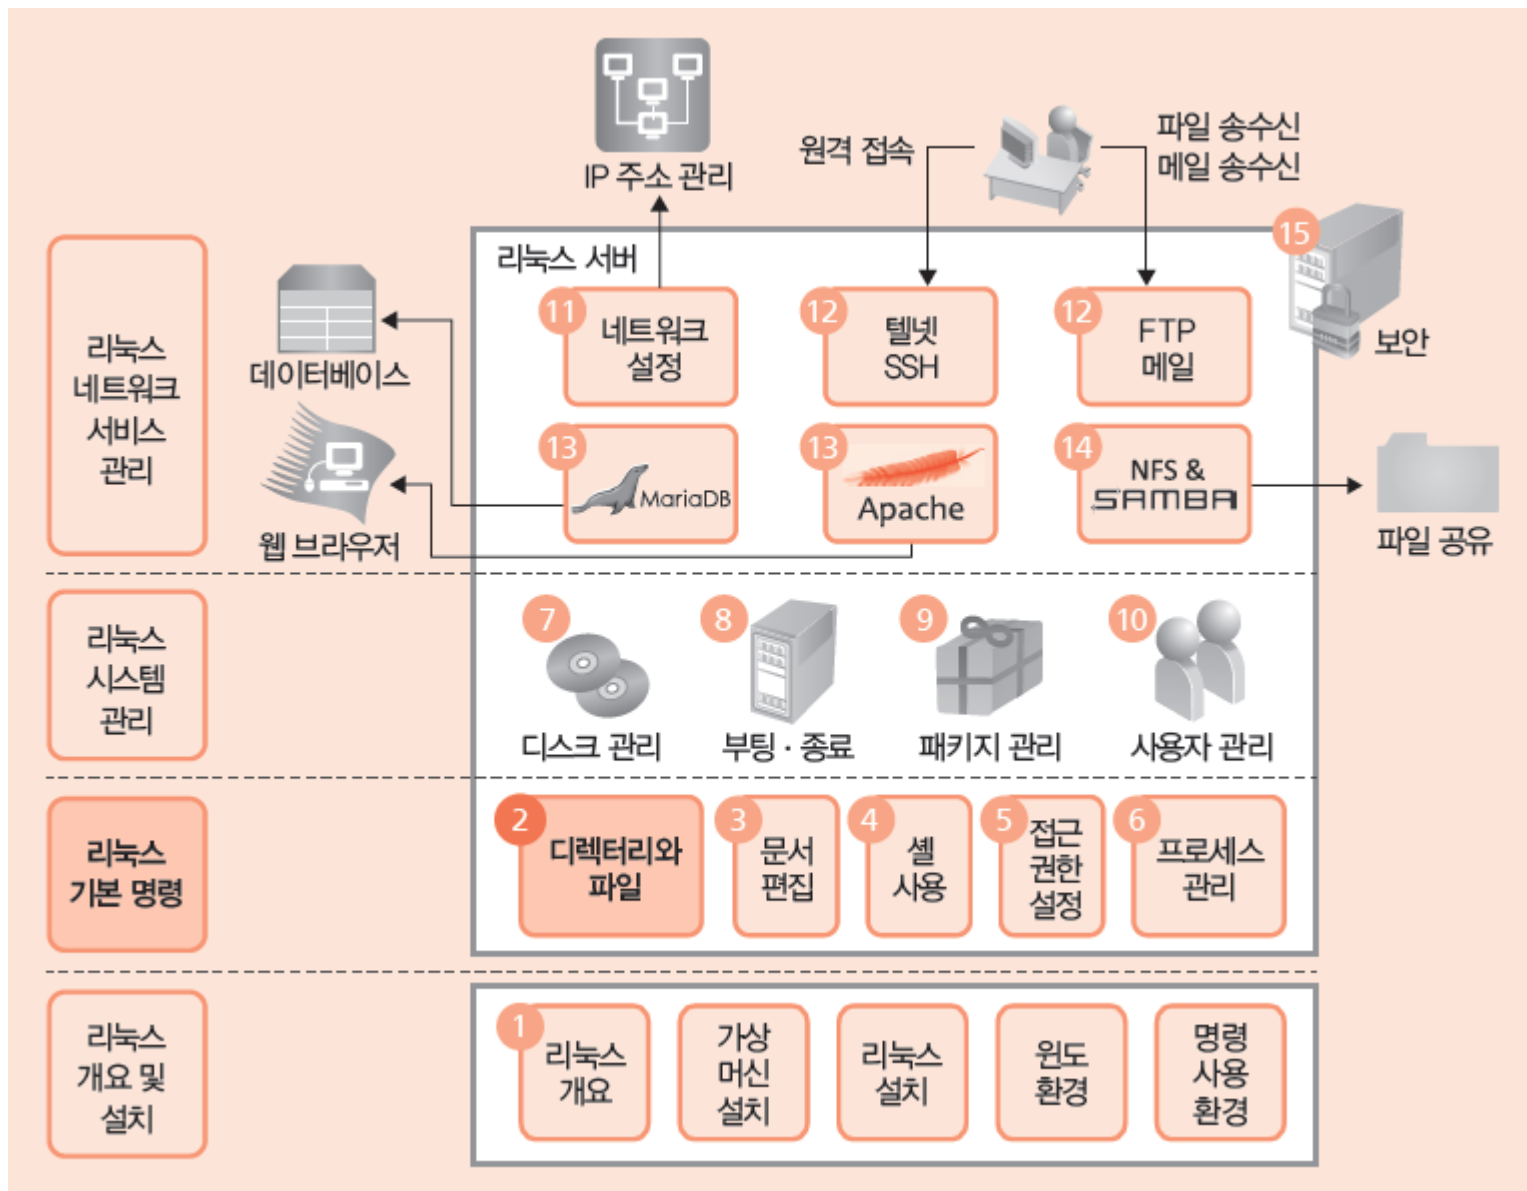 IP 주소 관리
원격 접속
파일 송수신
메일 송수신
리눅스
네트워크
서비스
관리
데이터베이스
웹 브라우저
리눅스 서버
11
네트워크
설정
12
텔넷
SSH
12
FTP
메일
15
보안
13
MariaDB
13
Apache
14
NFS &
SAMBA
파일 공유
리눅스
시스템
관리
7
디스크 관리
8
부팅 · 종료
9
패키지 관리
10
사용자 관리
리눅스
기본 명령
2
디렉터리와
파일
3
문서
편집
4
셸
사용
5
접근
권한
설정
6
프로세스
관리
리눅스
개요 및
설치
1
리눅스
개요
가상
머신
설치
리눅스
설치
윈도
환경
명령
사용
환경